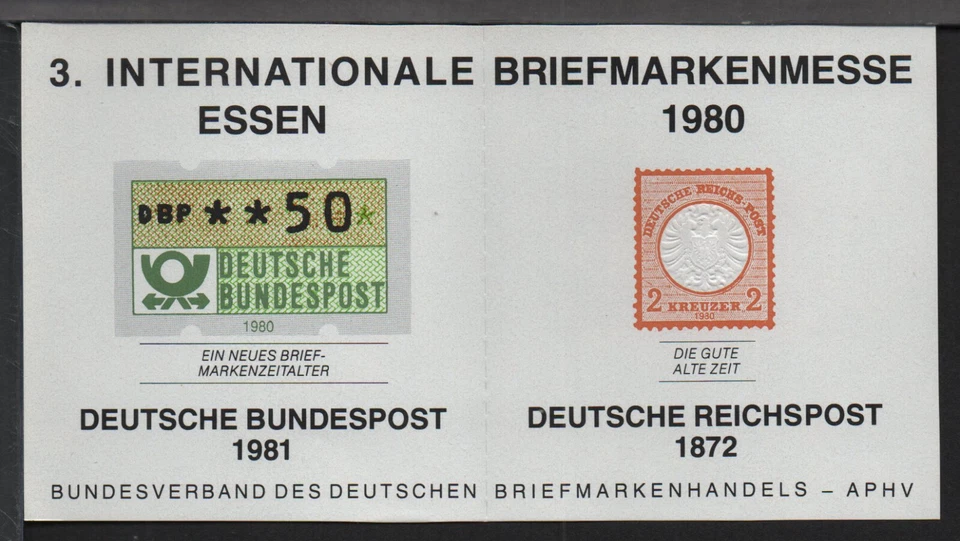 3. INTERNATIONALE BRIEFMARKENMESSE
ESSEN 1980
DBP **50*
DEUTSCHE
BUNDESPOST
1980
EIN NEUES BRIEF-
MARKENZEITALTER
DEUTSCHE BUNDESPOST
1981
DEUTSCHE REICHS-POST
2 KREUZER 2
1980
DIE GUTE
ALTE ZEIT
DEUTSCHE REICHSPOST
1872
BUNDESVERBAND DES DEUTSCHEN BRIEFMARKENHANDELS – APHV